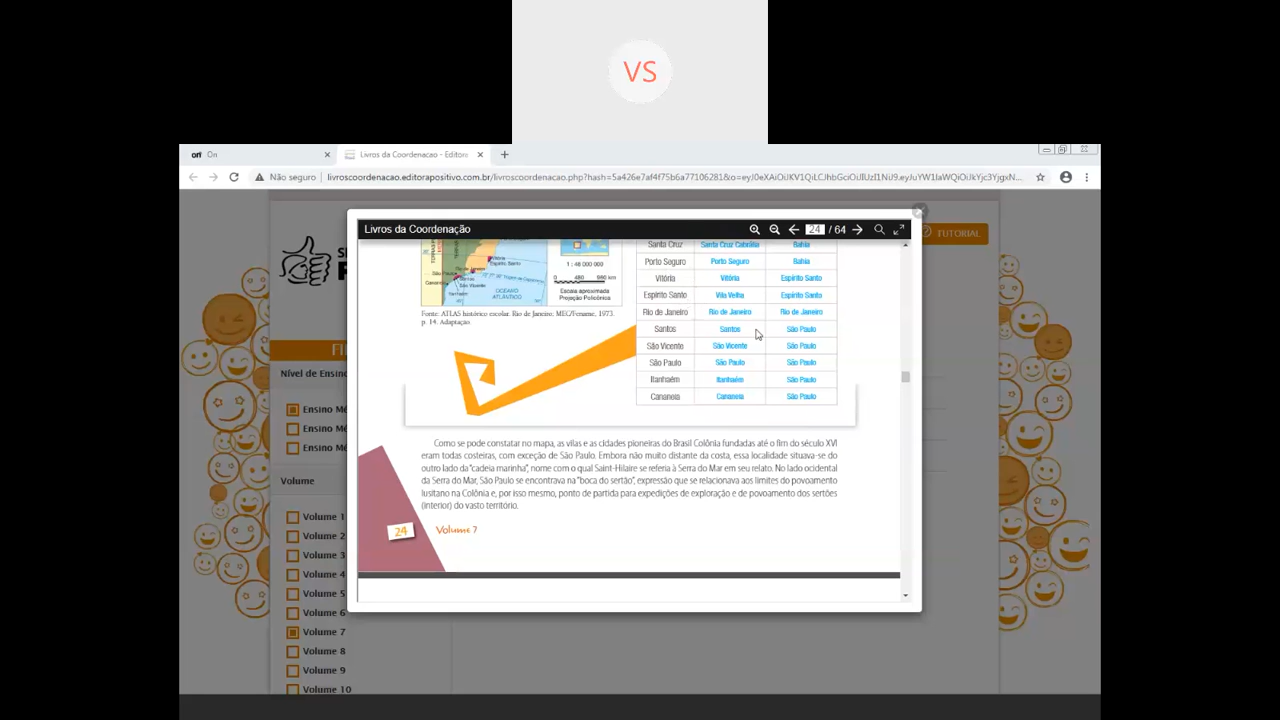 VS
On
Livros da Coordenacao - Editora
Não seguro
livroscoordenacao.editorapositivo.com.br/livroscoordenacao.php?hash=5a426e7af4f75b6a77106281&o=eyJ0eXAiOiJKV1QiLCJhbGciOiJIUzI1NiJ9.eyJuYW1laWQiOiJkYjc3YjgxN...
TUTORIAL
FI
Nível de Ensino
Ensino Mé
Ensino Mé
Ensino Mé
Volume
Volume 1
Volume 2
Volume 3
Volume 4
Volume 5
Volume 6
Volume 7
Volume 8
Volume 9
Volume 10
Livros da Coordenação
24 / 64
OCEANO
ATLÂNTICO
1 : 46 000 000
0 480 960 km
Escala aproximada
Projeção Policônica
Fonte: ATLAS histórico escolar. Rio de Janeiro: MEC/Fename, 1973.
p. 14. Adaptação.
Santa Cruz Santa Cruz Cabrália Bahia
Porto Seguro Porto Seguro Bahia
Vitória Vitória Espírito Santo
Espírito Santo Vila Velha Espírito Santo
Rio de Janeiro Rio de Janeiro Rio de Janeiro
Santos Santos São Paulo
São Vicente São Vicente São Paulo
São Paulo São Paulo São Paulo
Itanhaém Itanhaém São Paulo
Cananeia Cananeia São Paulo
Como se pode constatar no mapa, as vilas e as cidades pioneiras do Brasil Colônia fundadas até o fim do século XVI
eram todas costeiras, com exceção de São Paulo. Embora não muito distante da costa, essa localidade situava-se do
outro lado da "cadeia marinha", nome com o qual Saint-Hilaire se referia à Serra do Mar em seu relato. No lado ocidental
da Serra do Mar, São Paulo se encontrava na "boca do sertão", expressão que se relacionava aos limites do povoamento
lusitano na Colônia e, por isso mesmo, ponto de partida para expedições de exploração e de povoamento dos sertões
(interior) do vasto território.
24
Volume 7